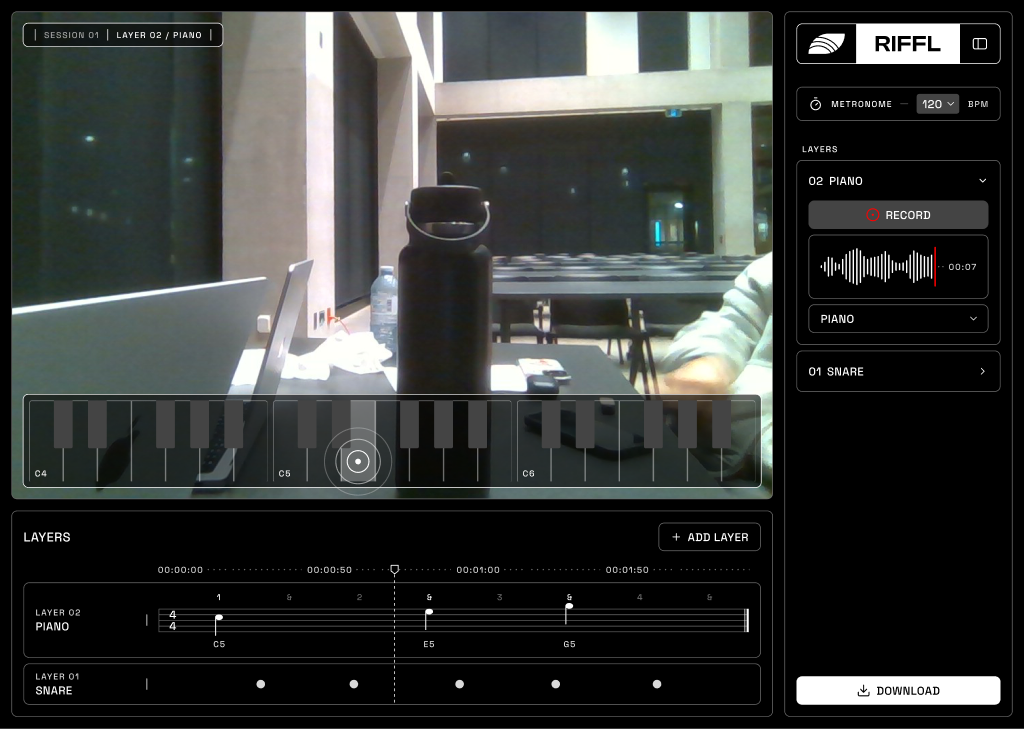 SESSION 01 | LAYER 02 / PIANO
C4
C5
C6
LAYERS
+ ADD LAYER
00:00:00
00:00:50
00:01:00
00:01:50
LAYER 02
PIANO
1 & 2 & 3 & 4 &
4
4
C5
E5
G5
LAYER 01
SNARE
RIFFL
METRONOME — 120 BPM
LAYERS
02 PIANO
RECORD
00:07
PIANO
01 SNARE
DOWNLOAD